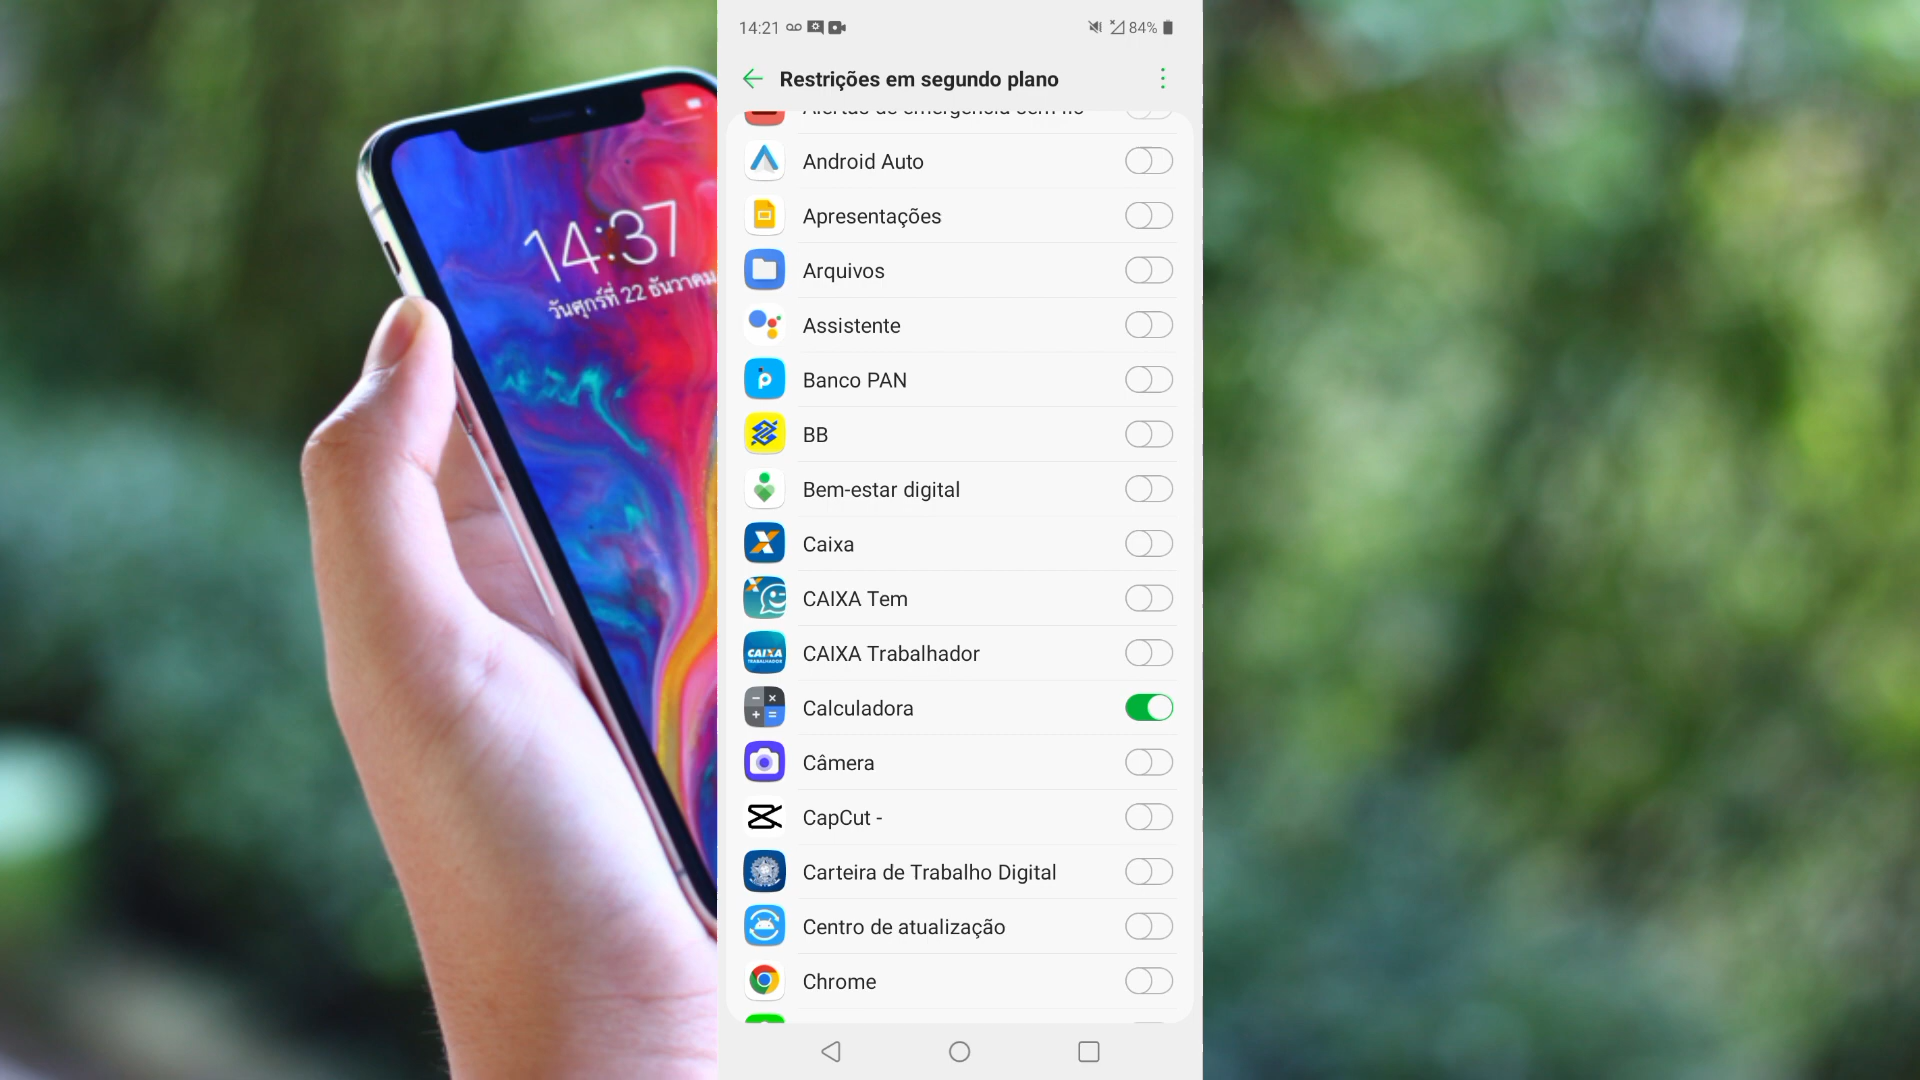 14:37
วันศุกร์ที่ 22 ธันวาคม
14:21
84%
Restrições em segundo plano
Alertas de emergência sem fio
Android Auto
Apresentações
Arquivos
Assistente
Banco PAN
BB
Bem-estar digital
Caixa
CAIXA Tem
CAIXA
TRABALHADOR
CAIXA Trabalhador
Calculadora
Câmera
CapCut -
Carteira de Trabalho Digital
Centro de atualização
Chrome